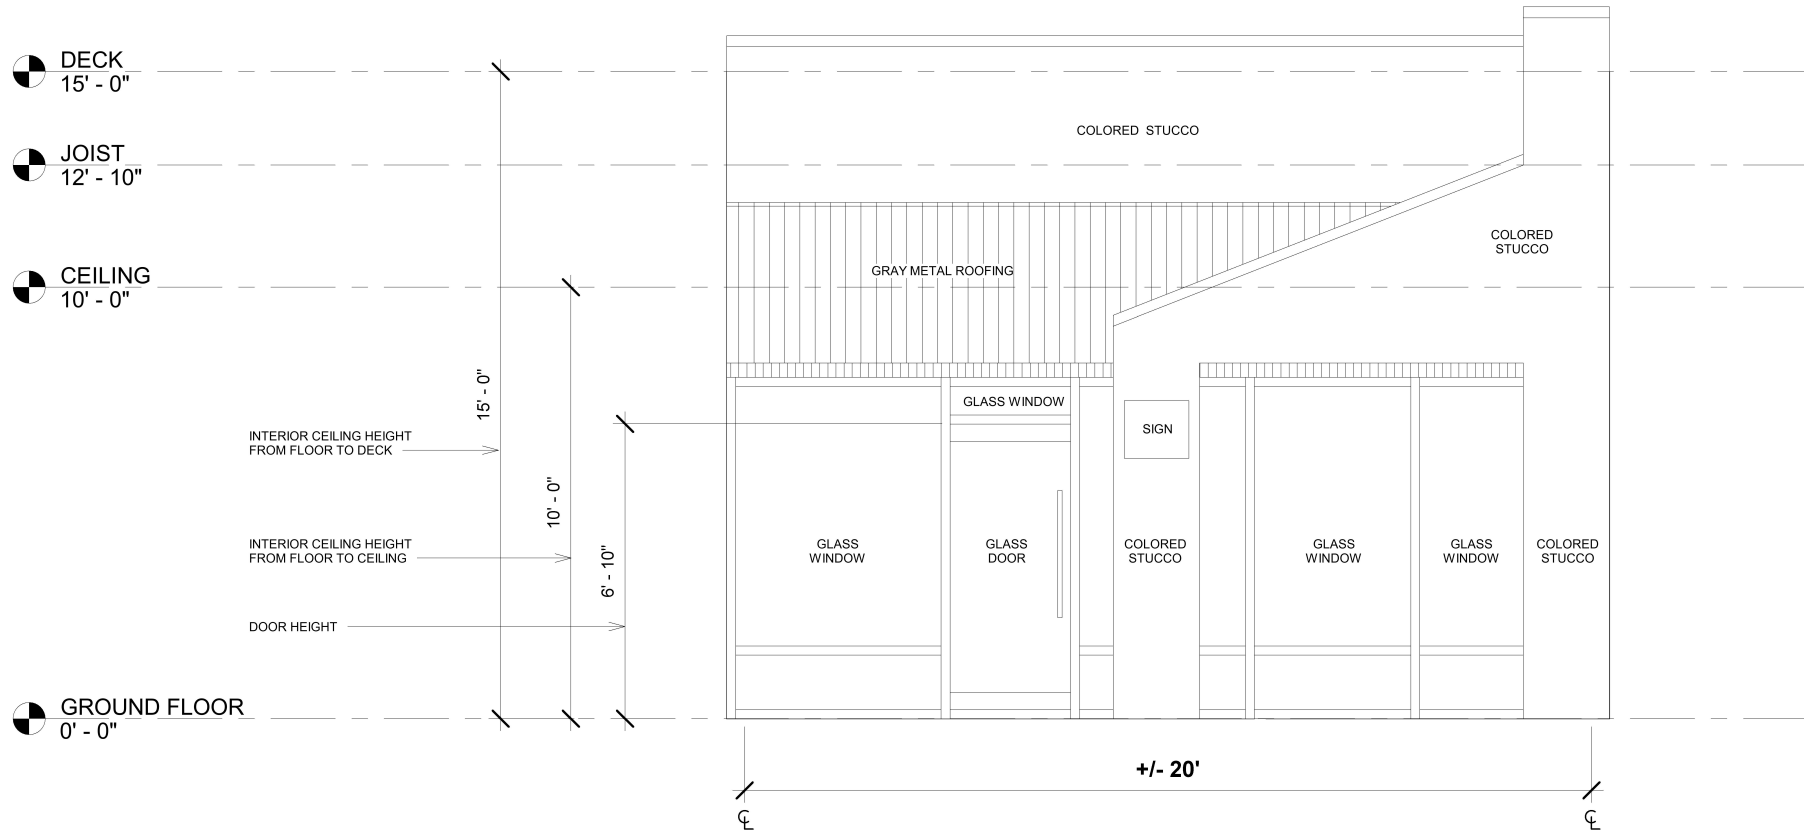 DECK
15' - 0"
JOIST
12' - 10"
CEILING
10' - 0"
GROUND FLOOR
0' - 0"
INTERIOR CEILING HEIGHT
FROM FLOOR TO DECK
INTERIOR CEILING HEIGHT
FROM FLOOR TO CEILING
DOOR HEIGHT
15' - 0"
10' - 0"
6' - 10"
COLORED STUCCO
COLORED
STUCCO
GRAY METAL ROOFING
GLASS WINDOW
SIGN
GLASS
WINDOW
GLASS
DOOR
COLORED
STUCCO
GLASS
WINDOW
GLASS
WINDOW
COLORED
STUCCO
+/- 20'
℄
℄